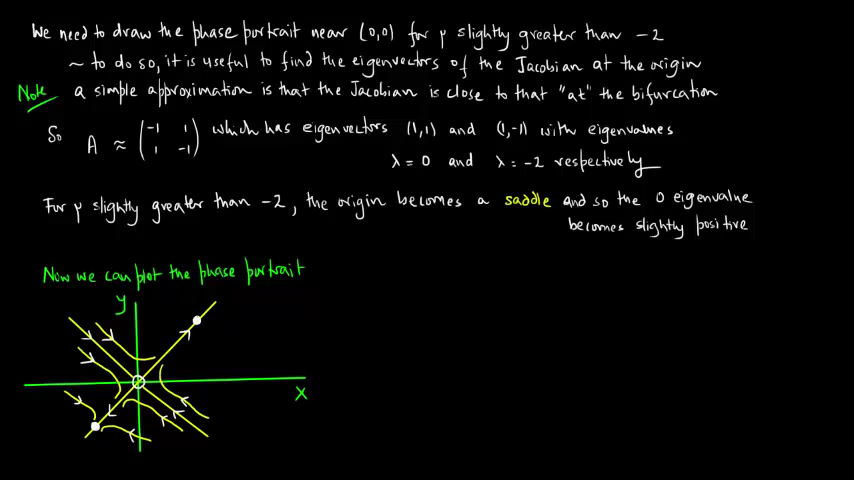 We need to draw the phase portrait near (0,0) for μ slightly greater than -2
~ to do so, it is useful to find the eigenvectors of the Jacobian at the origin
Note a simple approximation is that the Jacobian is close to that "at" the bifurcation
So A ≈ (-1 1
1 -1) which has eigenvectors (1,1) and (1,-1) with eigenvalues
λ = 0 and λ = -2 respectively
For μ slightly greater than -2, the origin becomes a saddle and so the 0 eigenvalue
becomes slightly positive
Now we can plot the phase portrait
y
x